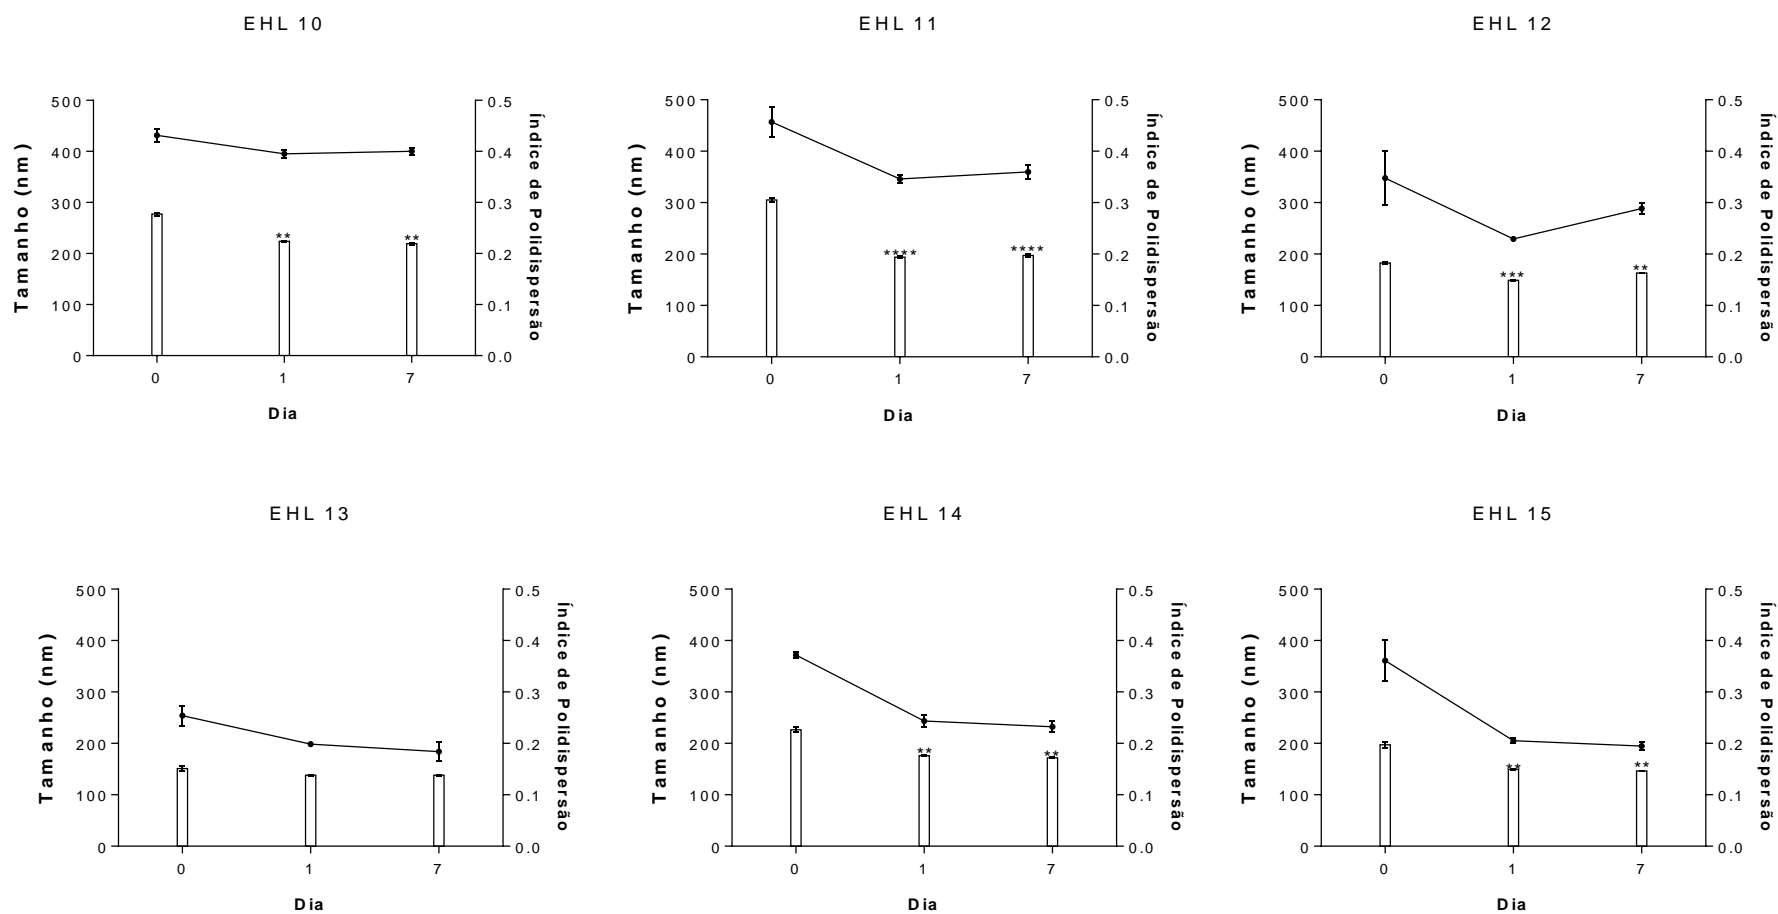 EHL 10
500
400
300
200
100
0
Tamanho (nm)
**
**
0.5
0.4
0.3
0.2
0.1
0.0
Índice de Polidispersão
0 1 7
Dia
EHL 11
500
400
300
200
100
0
Tamanho (nm)
****
****
0.5
0.4
0.3
0.2
0.1
0.0
Índice de Polidispersão
0 1 7
Dia
EHL 12
500
400
300
200
100
0
Tamanho (nm)
***
**
0.5
0.4
0.3
0.2
0.1
0.0
Índice de Polidispersão
0 1 7
Dia
EHL 13
500
400
300
200
100
0
Tamanho (nm)
0.5
0.4
0.3
0.2
0.1
0.0
Índice de Polidispersão
0 1 7
Dia
EHL 14
500
400
300
200
100
0
Tamanho (nm)
**
**
0.5
0.4
0.3
0.2
0.1
0.0
Índice de Polidispersão
0 1 7
Dia
EHL 15
500
400
300
200
100
0
Tamanho (nm)
**
**
0.5
0.4
0.3
0.2
0.1
0.0
Índice de Polidispersão
0 1 7
Dia